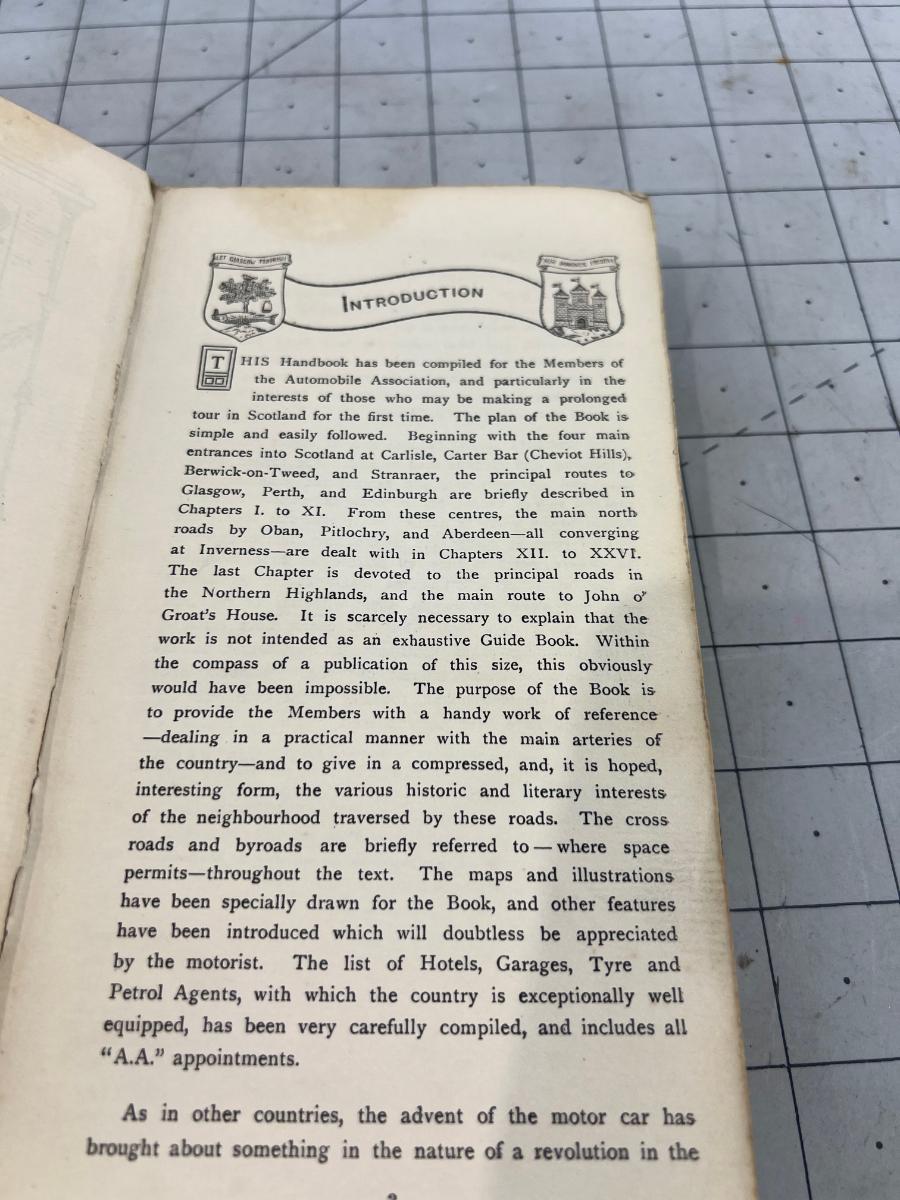 LET GLASGOW FLOURISH
INTRODUCTION
THIS Handbook has been compiled for the Members of
the Automobile Association, and particularly in the
interests of those who may be making a prolonged
tour in Scotland for the first time. The plan of the Book is
simple and easily followed. Beginning with the four main
entrances into Scotland at Carlisle, Carter Bar (Cheviot Hills),
Berwick-on-Tweed, and Stranraer, the principal routes to
Glasgow, Perth, and Edinburgh are briefly described in
Chapters I. to XI. From these centres, the main north
roads by Oban, Pitlochry, and Aberdeen—all converging
at Inverness—are dealt with in Chapters XII. to XXVI.
The last Chapter is devoted to the principal roads in
the Northern Highlands, and the main route to John o'
Groat's House. It is scarcely necessary to explain that the
work is not intended as an exhaustive Guide Book. Within
the compass of a publication of this size, this obviously
would have been impossible. The purpose of the Book is
to provide the Members with a handy work of reference
—dealing in a practical manner with the main arteries of
the country—and to give in a compressed, and, it is hoped,
interesting form, the various historic and literary interests
of the neighbourhood traversed by these roads. The cross
roads and byroads are briefly referred to — where space
permits—throughout the text. The maps and illustrations
have been specially drawn for the Book, and other features
have been introduced which will doubtless be appreciated
by the motorist. The list of Hotels, Garages, Tyre and
Petrol Agents, with which the country is exceptionally well
equipped, has been very carefully compiled, and includes all
"A.A." appointments.
As in other countries, the advent of the motor car has
brought about something in the nature of a revolution in the